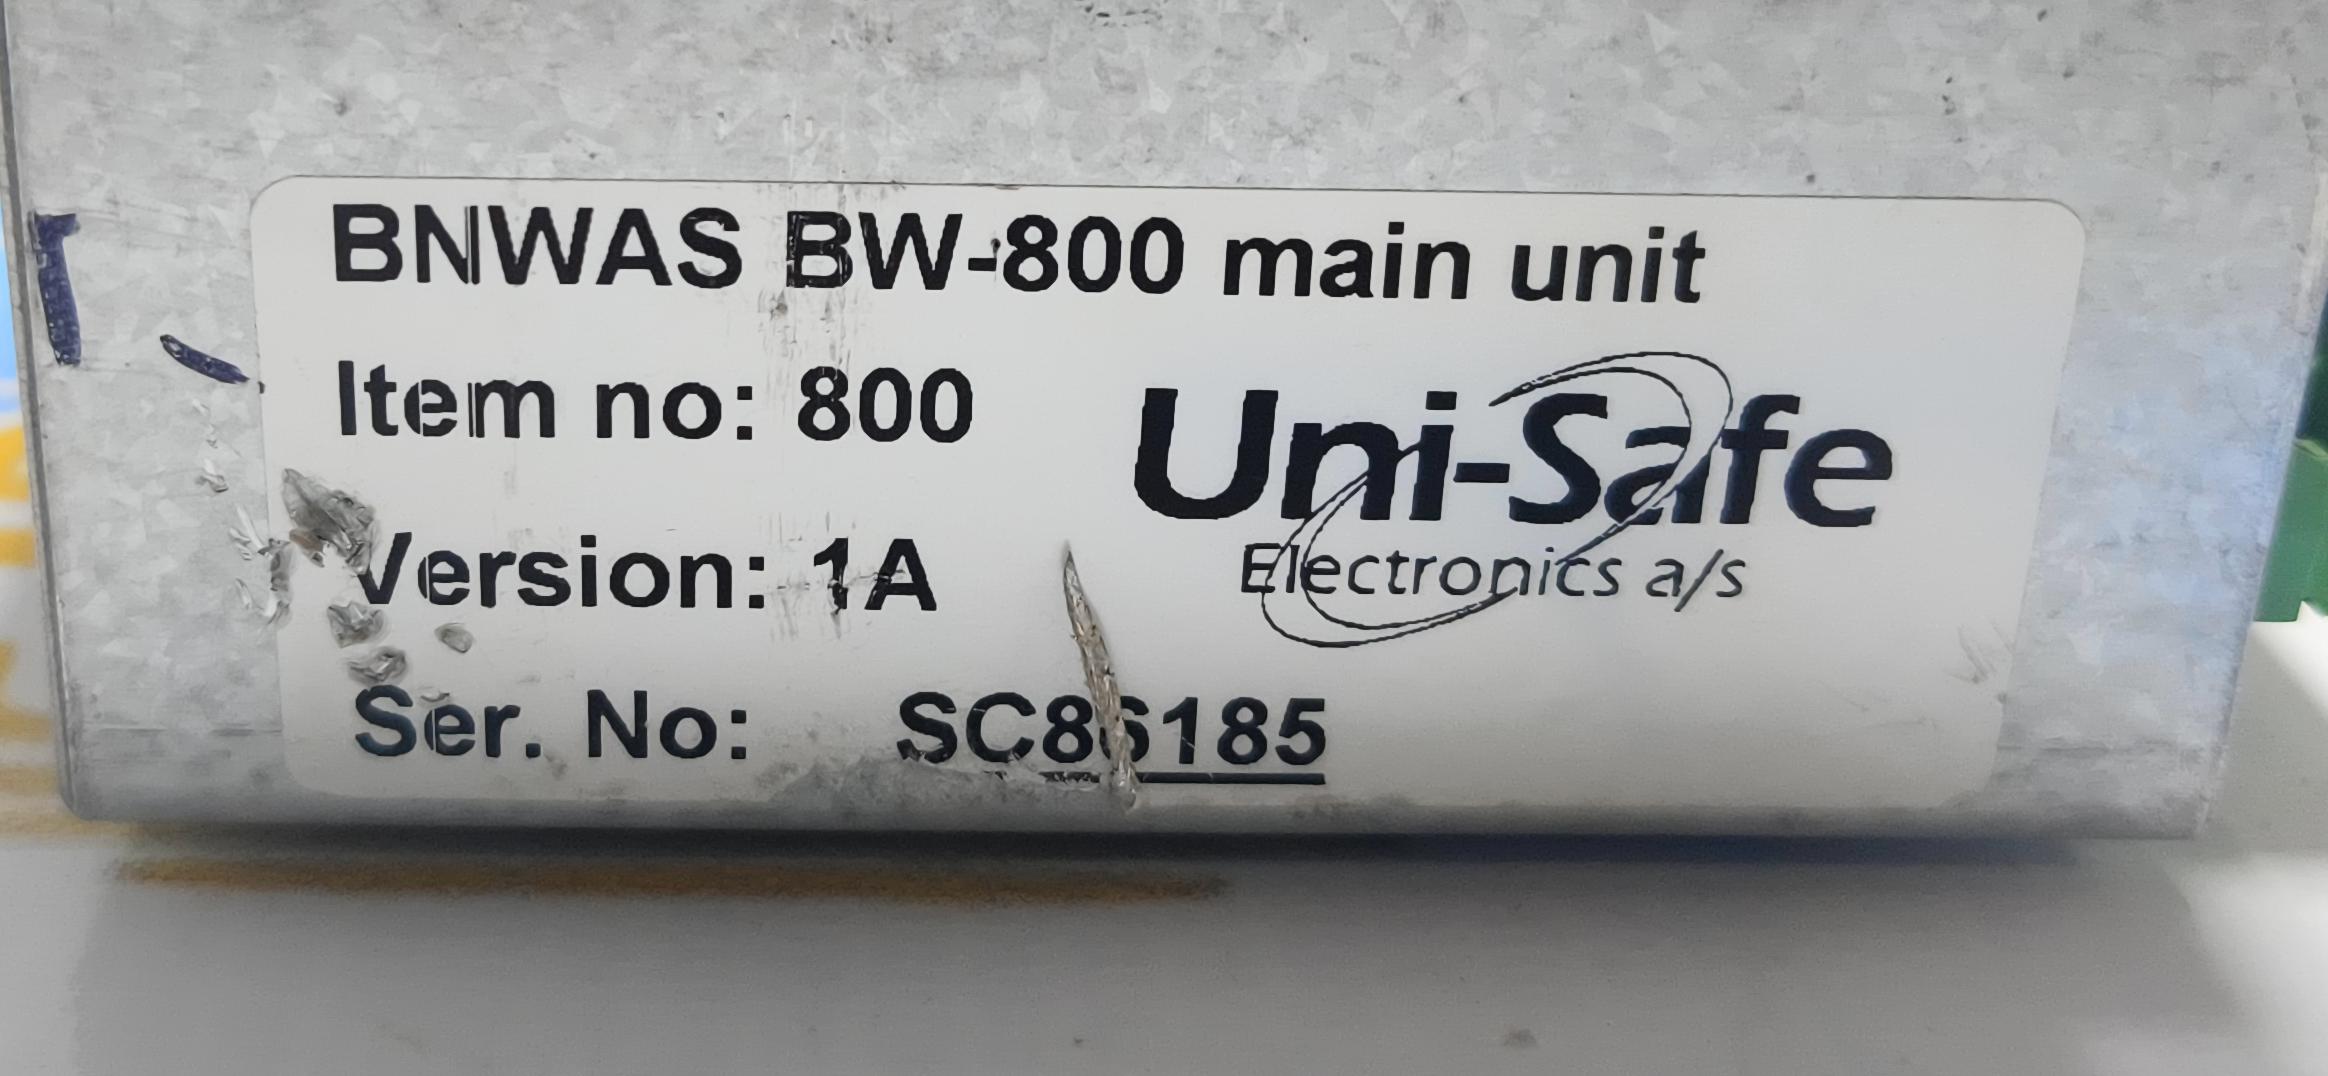 BNWAS BW-800 main unit
Item no: 800
Uni-Safe
Electronics a/s
Version: 1A
Ser. No: SC86185